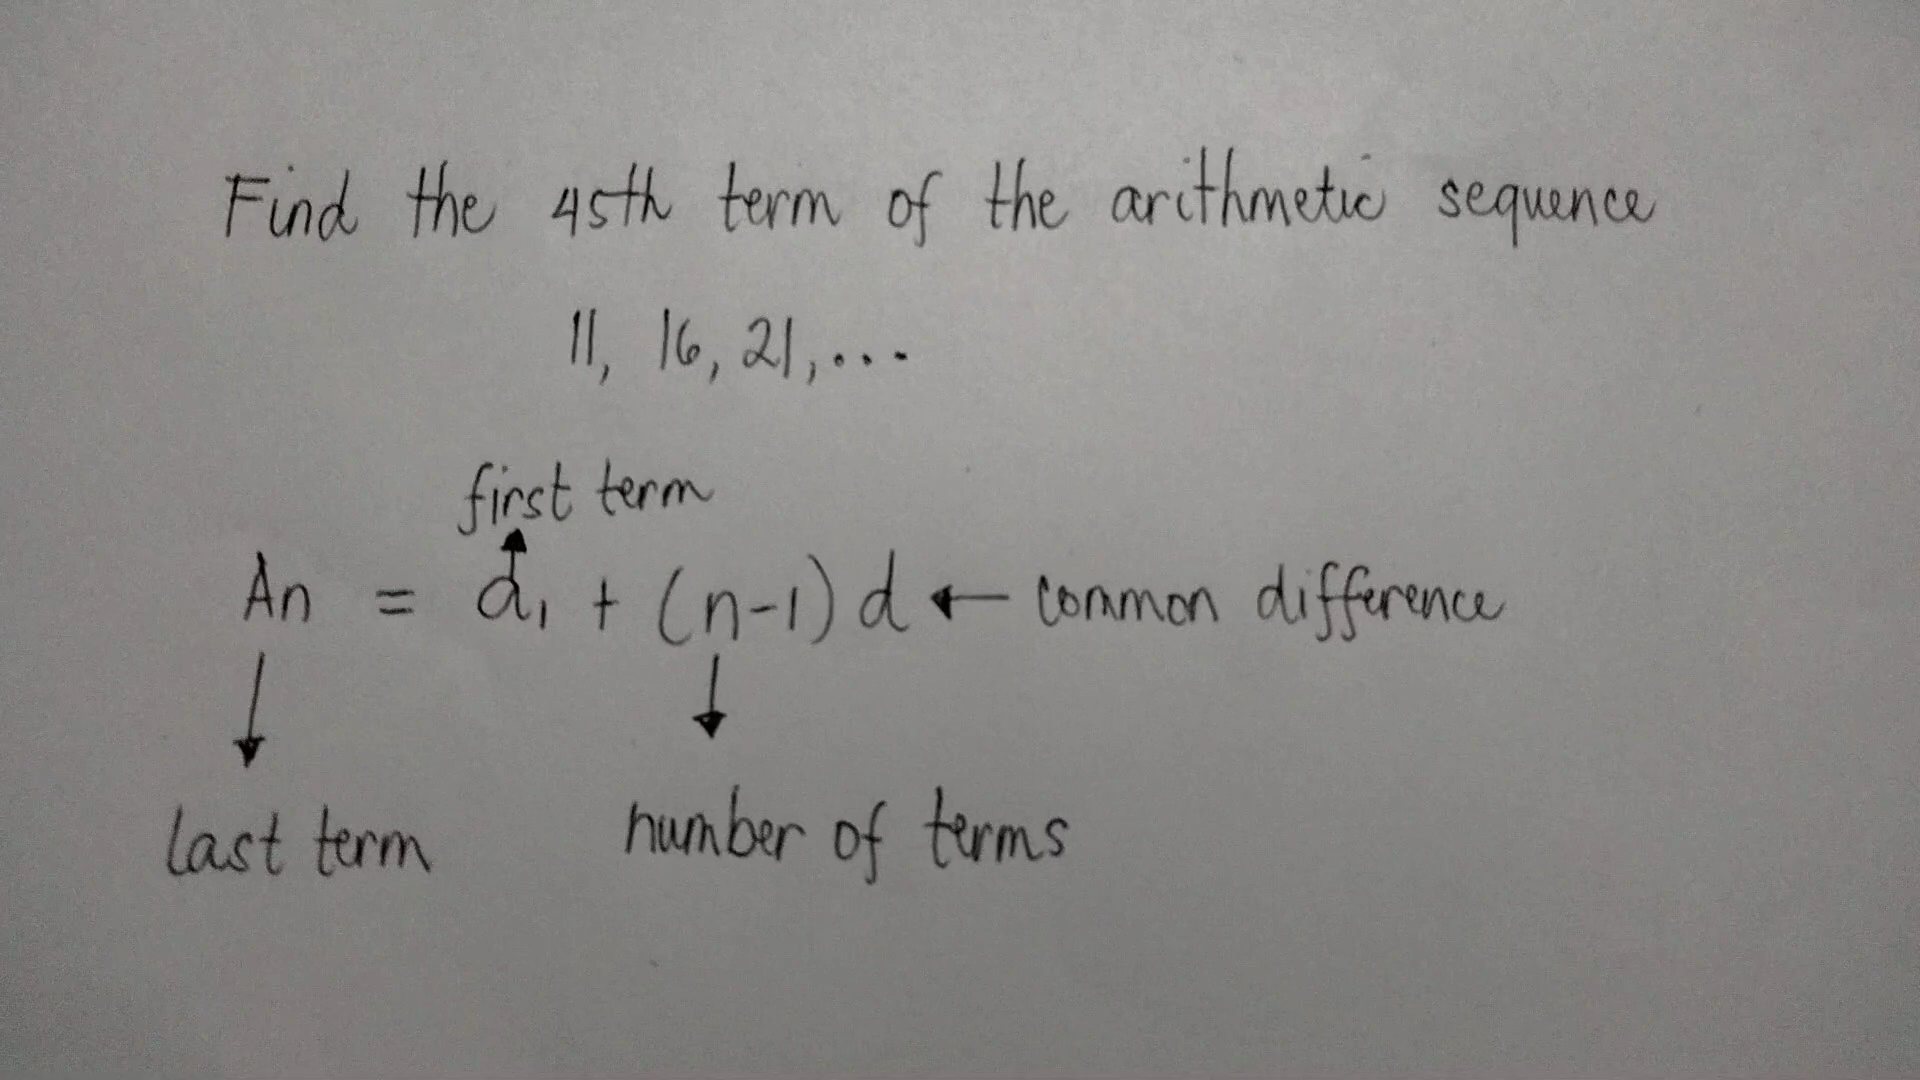 Find the 45th term of the arithmetic sequence
11, 16, 21, ...
first term
An = a₁ + (n-1) d ← common difference
last term
number of terms